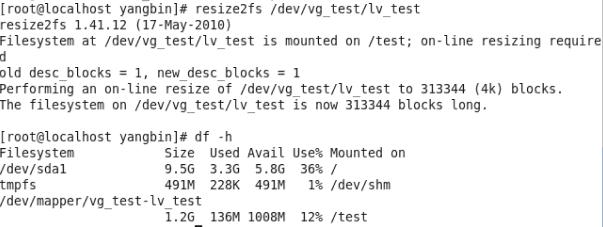 [root@localhost yangbin]# resize2fs /dev/vg_test/lv_test
resize2fs 1.41.12 (17-May-2010)
Filesystem at /dev/vg_test/lv_test is mounted on /test; on-line resizing require
d
old desc_blocks = 1, new_desc_blocks = 1
Performing an on-line resize of /dev/vg_test/lv_test to 313344 (4k) blocks.
The filesystem on /dev/vg_test/lv_test is now 313344 blocks long.
[root@localhost yangbin]# df -h
Filesystem            Size  Used Avail Use% Mounted on
/dev/sda1             9.5G  3.3G  5.8G  36% /
tmpfs                 491M  228K  491M   1% /dev/shm
/dev/mapper/vg_test-lv_test
                      1.2G  136M 1008M  12% /test